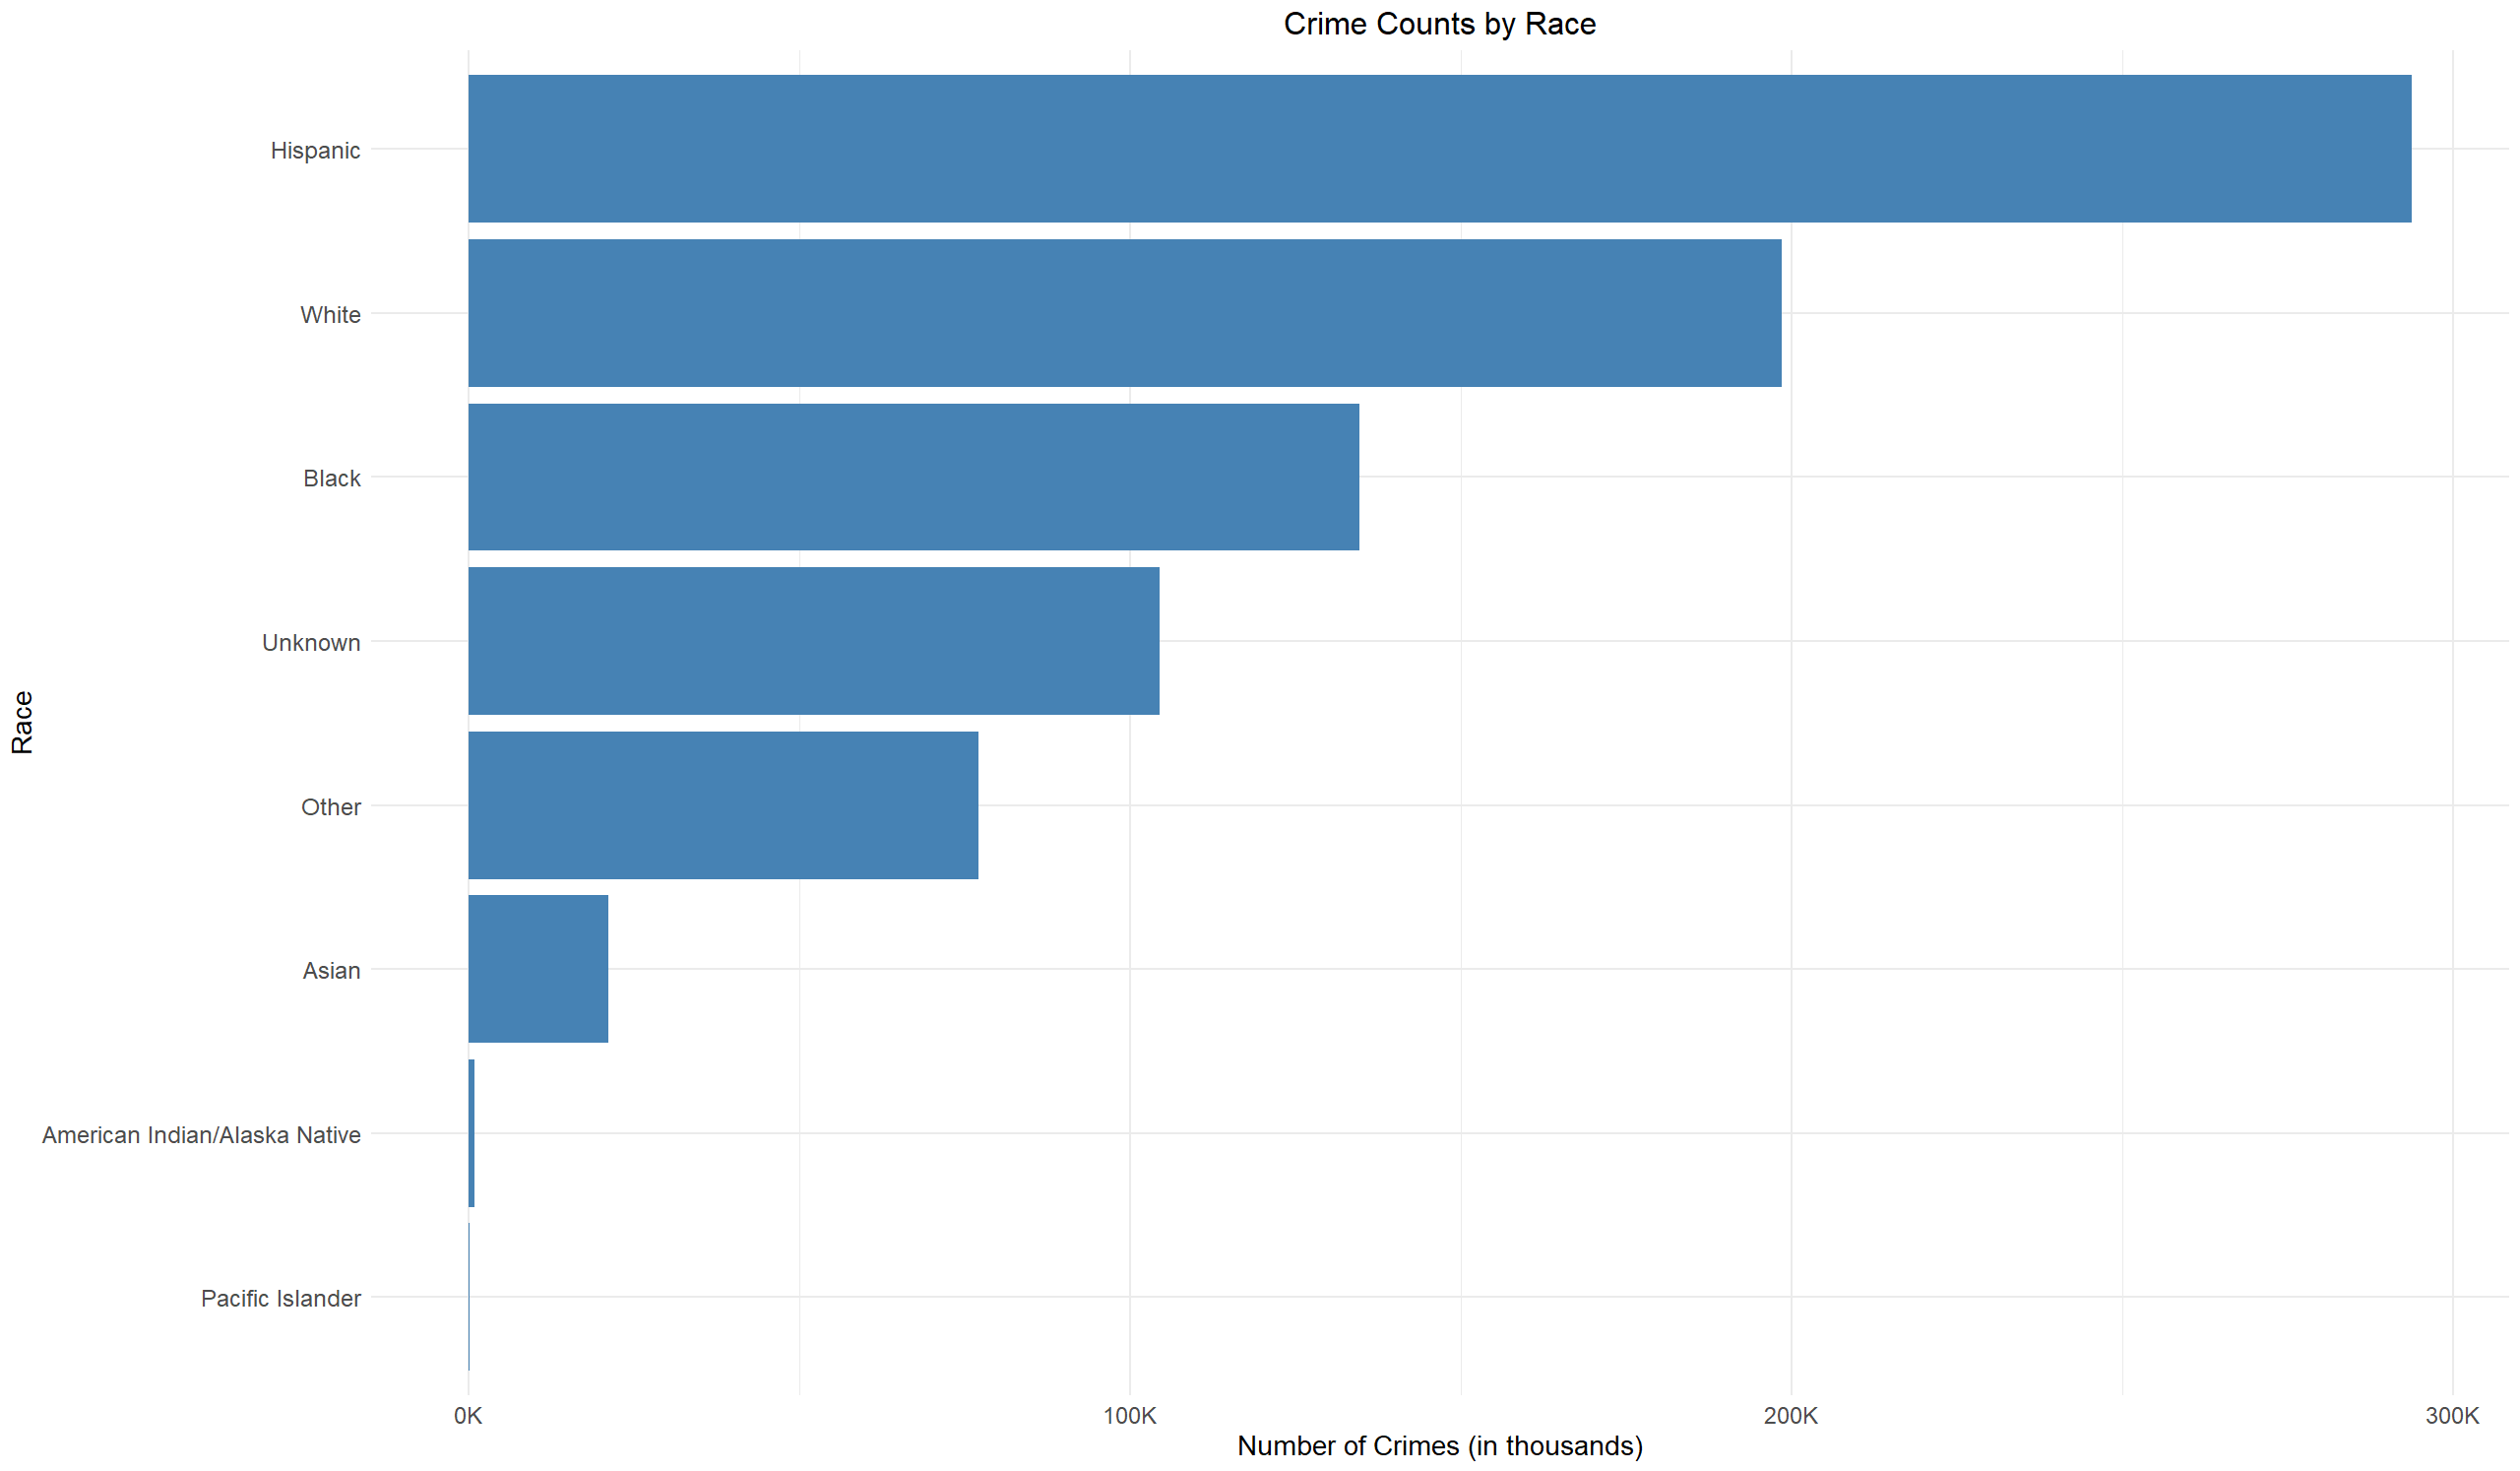 Crime Counts by Race
Hispanic
White
Black
Unknown
Other
Asian
American Indian/Alaska Native
Pacific Islander
Race
0K
100K
200K
300K
Number of Crimes (in thousands)